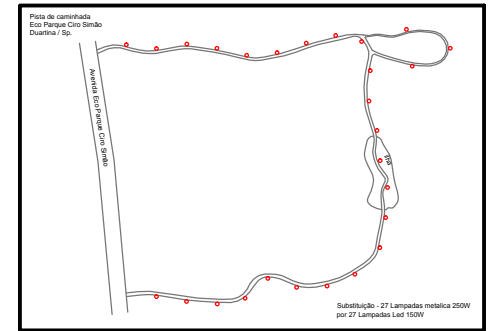 Pista de caminhada
Eco Parque Ciro Simão
Duartina / Sp.
Avenida Eco Parque Ciro Simão
Ilha
Substituição - 27 Lampadas metalica 250W
por 27 Lampadas Led 150W